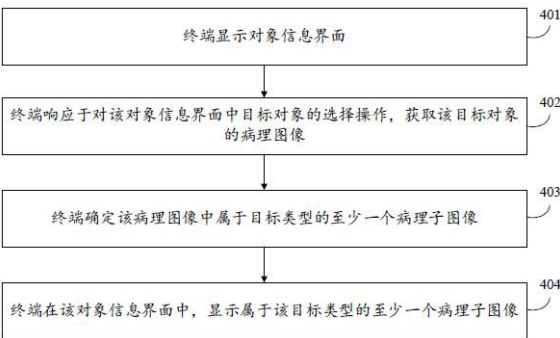 401
终端显示对象信息界面
402
终端响应于对该对象信息界面中目标对象的选择操作，获取该目标对象
的病理图像
403
终端确定该病理图像中属于目标类型的至少一个病理子图像
404
终端在该对象信息界面中，显示属于该目标类型的至少一个病理子图像